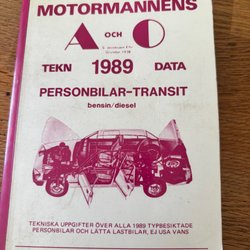 MOTORMÄNNENS
A OCH O
TEKN 1989 DATA
PERSONBILAR-TRANSIT
bensin/diesel
TEKNISKA UPPGIFTER ÖVER ALLA 1989 TYPBESIKTADE
PERSONBILAR OCH LÄTTA LASTBILAR, EJ USA VANS